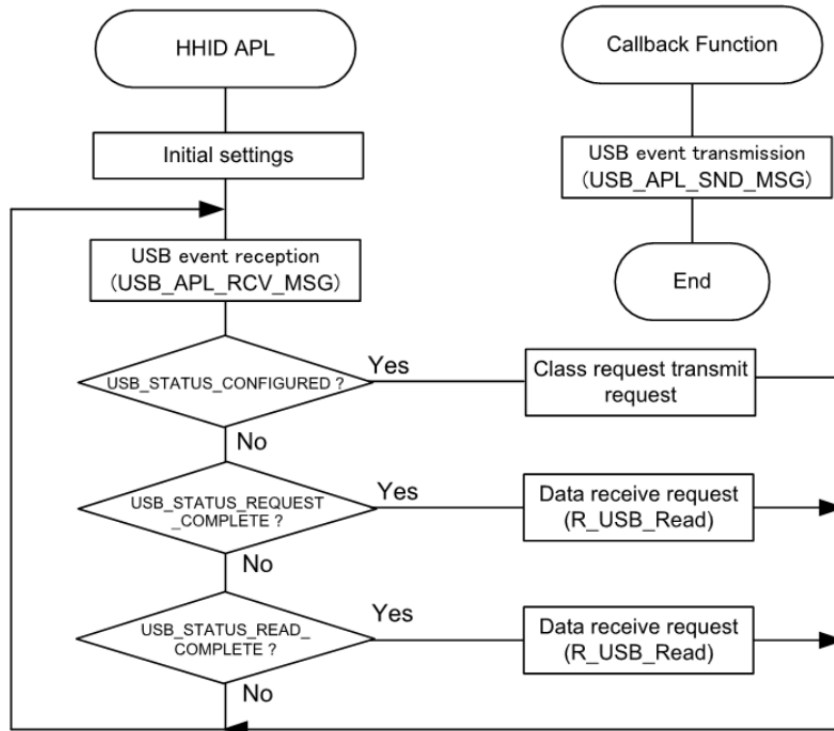 HHID APL
Initial settings
USB event reception
(USB_APL_RCV_MSG)
USB_STATUS_CONFIGURED ?
Yes
Class request transmit
request
No
USB_STATUS_REQUEST
_COMPLETE ?
Yes
Data receive request
(R_USB_Read)
No
USB_STATUS_READ_
COMPLETE ?
Yes
Data receive request
(R_USB_Read)
No
Callback Function
USB event transmission
(USB_APL_SND_MSG)
End